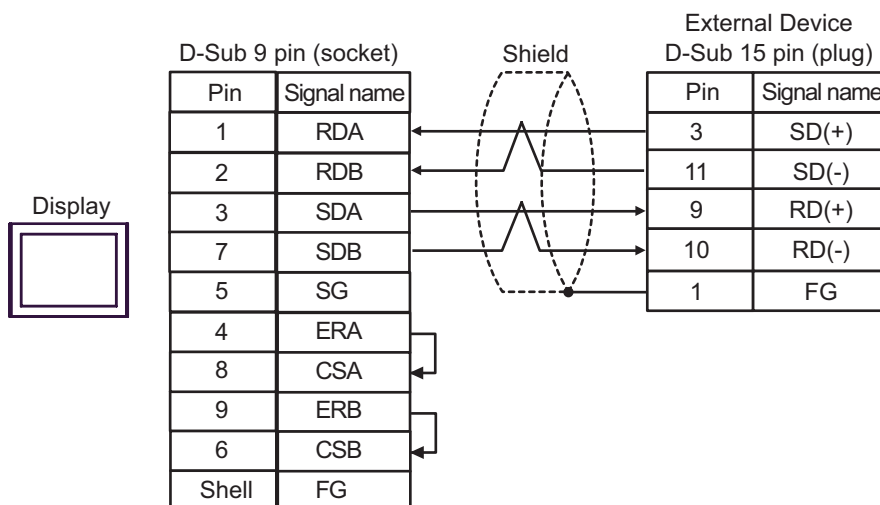 External Device
D-Sub 9 pin (socket) Shield D-Sub 15 pin (plug)
Pin Signal name Pin Signal name
1 RDA 3 SD(+)
2 RDB 11 SD(-)
Display 3 SDA 9 RD(+)
7 SDB 10 RD(-)
5 SG 1 FG
4 ERA
8 CSA
9 ERB
6 CSB
Shell FG